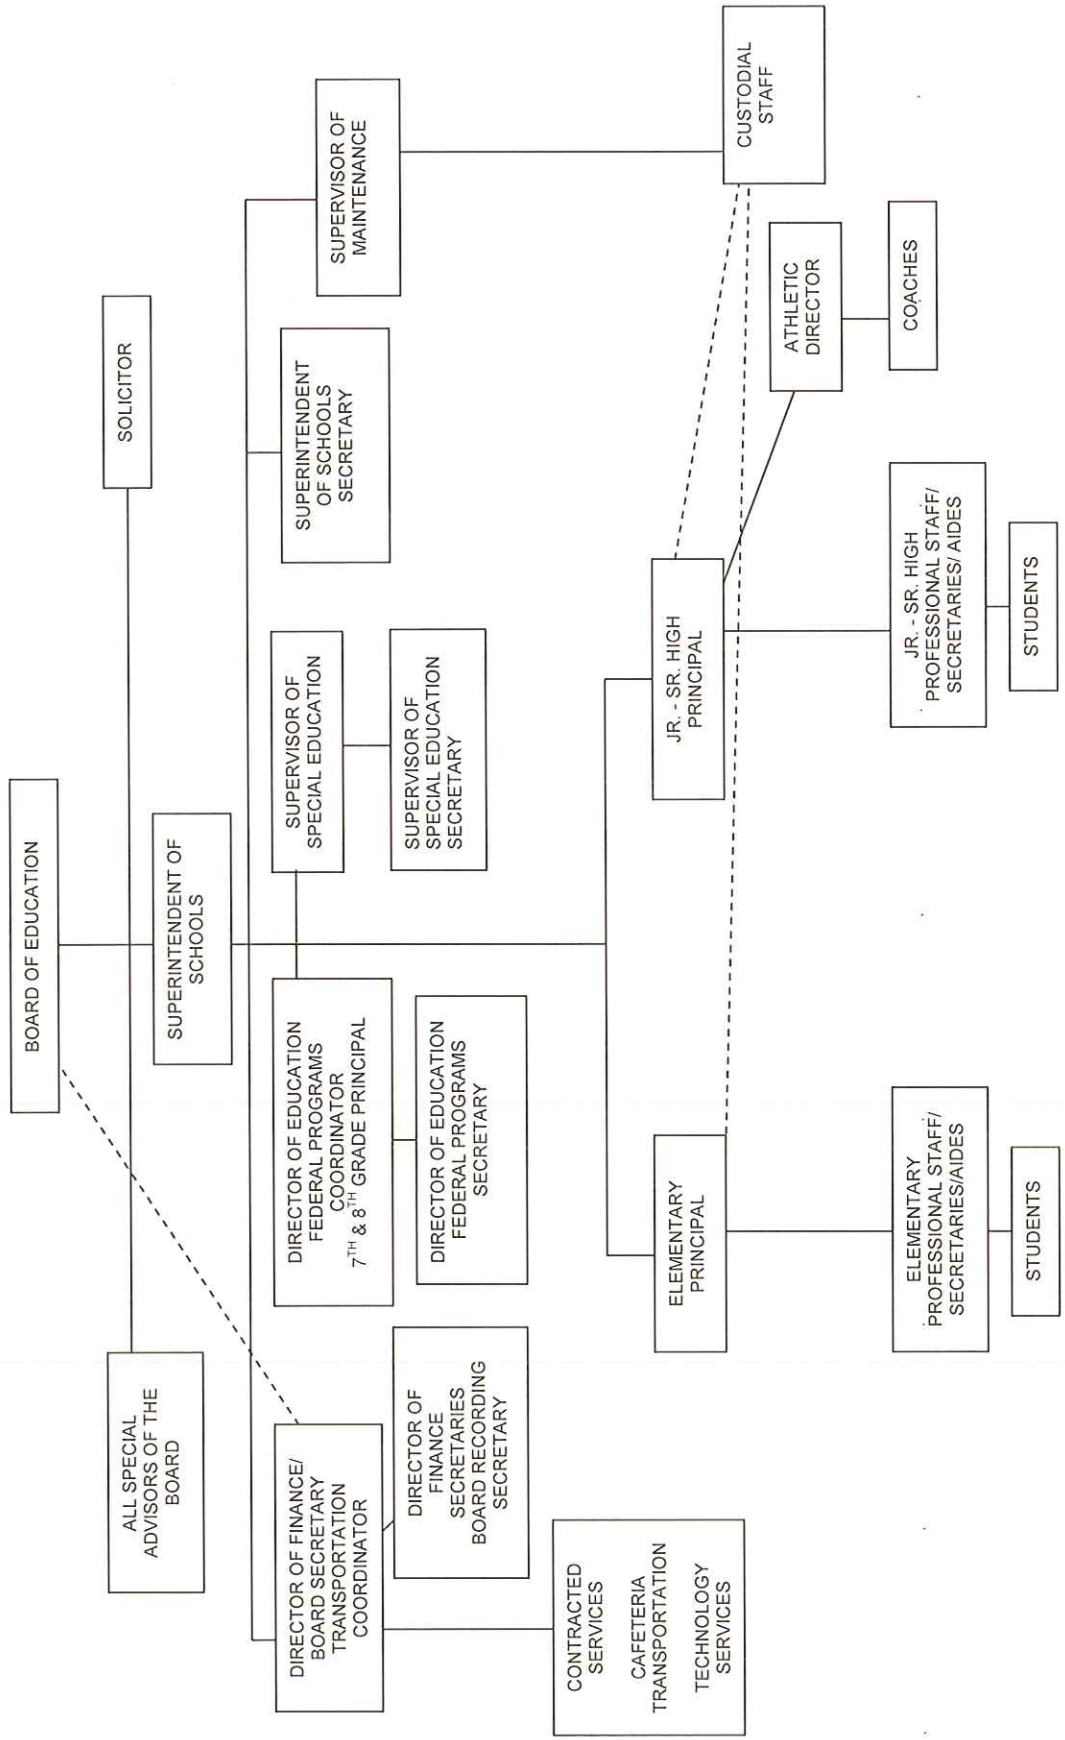 BOARD OF EDUCATION
ALL SPECIAL
ADVISORS OF THE
BOARD
SOLICITOR
SUPERINTENDENT OF
SCHOOLS
DIRECTOR OF FINANCE/
BOARD SECRETARY
TRANSPORTATION
COORDINATOR
DIRECTOR OF EDUCATION
FEDERAL PROGRAMS
COORDINATOR
7TH & 8TH GRADE PRINCIPAL
SUPERVISOR OF
SPECIAL EDUCATION
SUPERINTENDENT
OF SCHOOLS
SECRETARY
SUPERVISOR OF
MAINTENANCE
DIRECTOR OF
FINANCE
SECRETARIES
BOARD RECORDING
SECRETARY
DIRECTOR OF EDUCATION
FEDERAL PROGRAMS
SECRETARY
SUPERVISOR OF
SPECIAL EDUCATION
SECRETARY
CONTRACTED
SERVICES
CAFETERIA
TRANSPORTATION
TECHNOLOGY
SERVICES
ELEMENTARY
PRINCIPAL
JR. - SR. HIGH
PRINCIPAL
CUSTODIAL
STAFF
ATHLETIC
DIRECTOR
COACHES
ELEMENTARY
PROFESSIONAL STAFF/
SECRETARIES/AIDES
JR. - SR. HIGH
PROFESSIONAL STAFF/
SECRETARIES/ AIDES
STUDENTS
STUDENTS